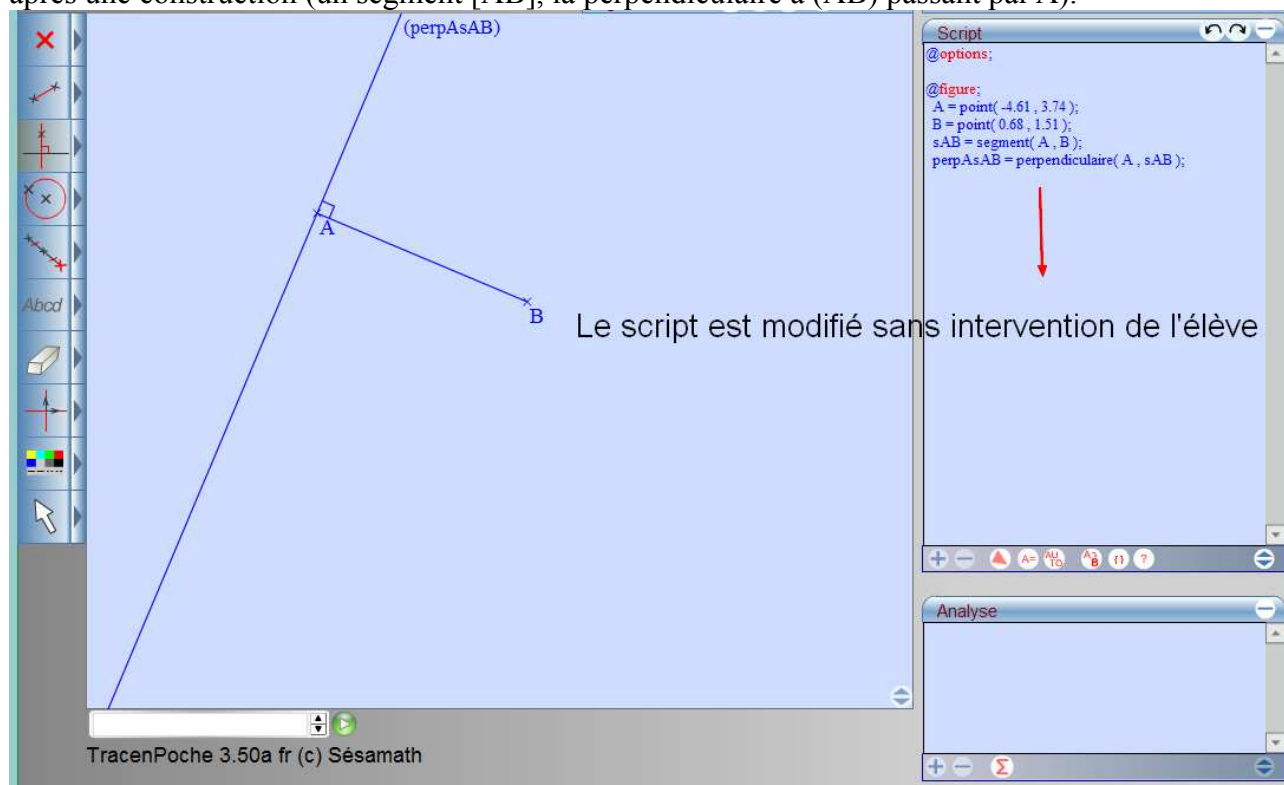 après une construction (un segment [AB], la perpendiculaire à (AB) passant par A).
(perpAsAB)
Script
@options;
@figure;
A = point( -4.61 , 3.74 );
B = point( 0.68 , 1.51 );
sAB = segment( A , B );
perpAsAB = perpendiculaire( A , sAB );
A
B
Abcd
Le script est modifié sans intervention de l'élève
A=
AU
TO
A
B
{}
?
Analyse
Σ
TracenPoche 3.50a fr (c) Sésamath